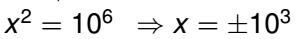 x² = 10⁶ ⇒ x = ±10³